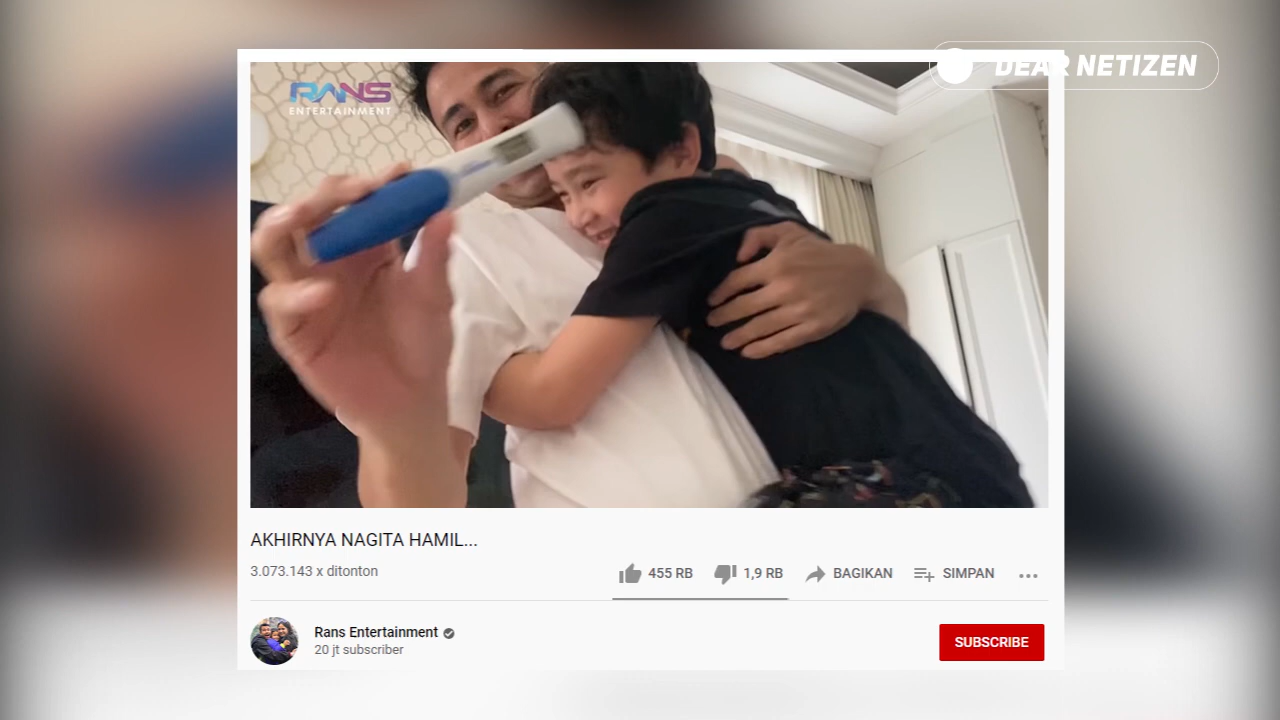 DEAR NETIZEN
RANS
ENTERTAINMENT
AKHIRNYA NAGITA HAMIL...
3.073.143 x ditonton
455 RB 1,9 RB BAGIKAN SIMPAN
Rans Entertainment
20 jt subscriber
SUBSCRIBE